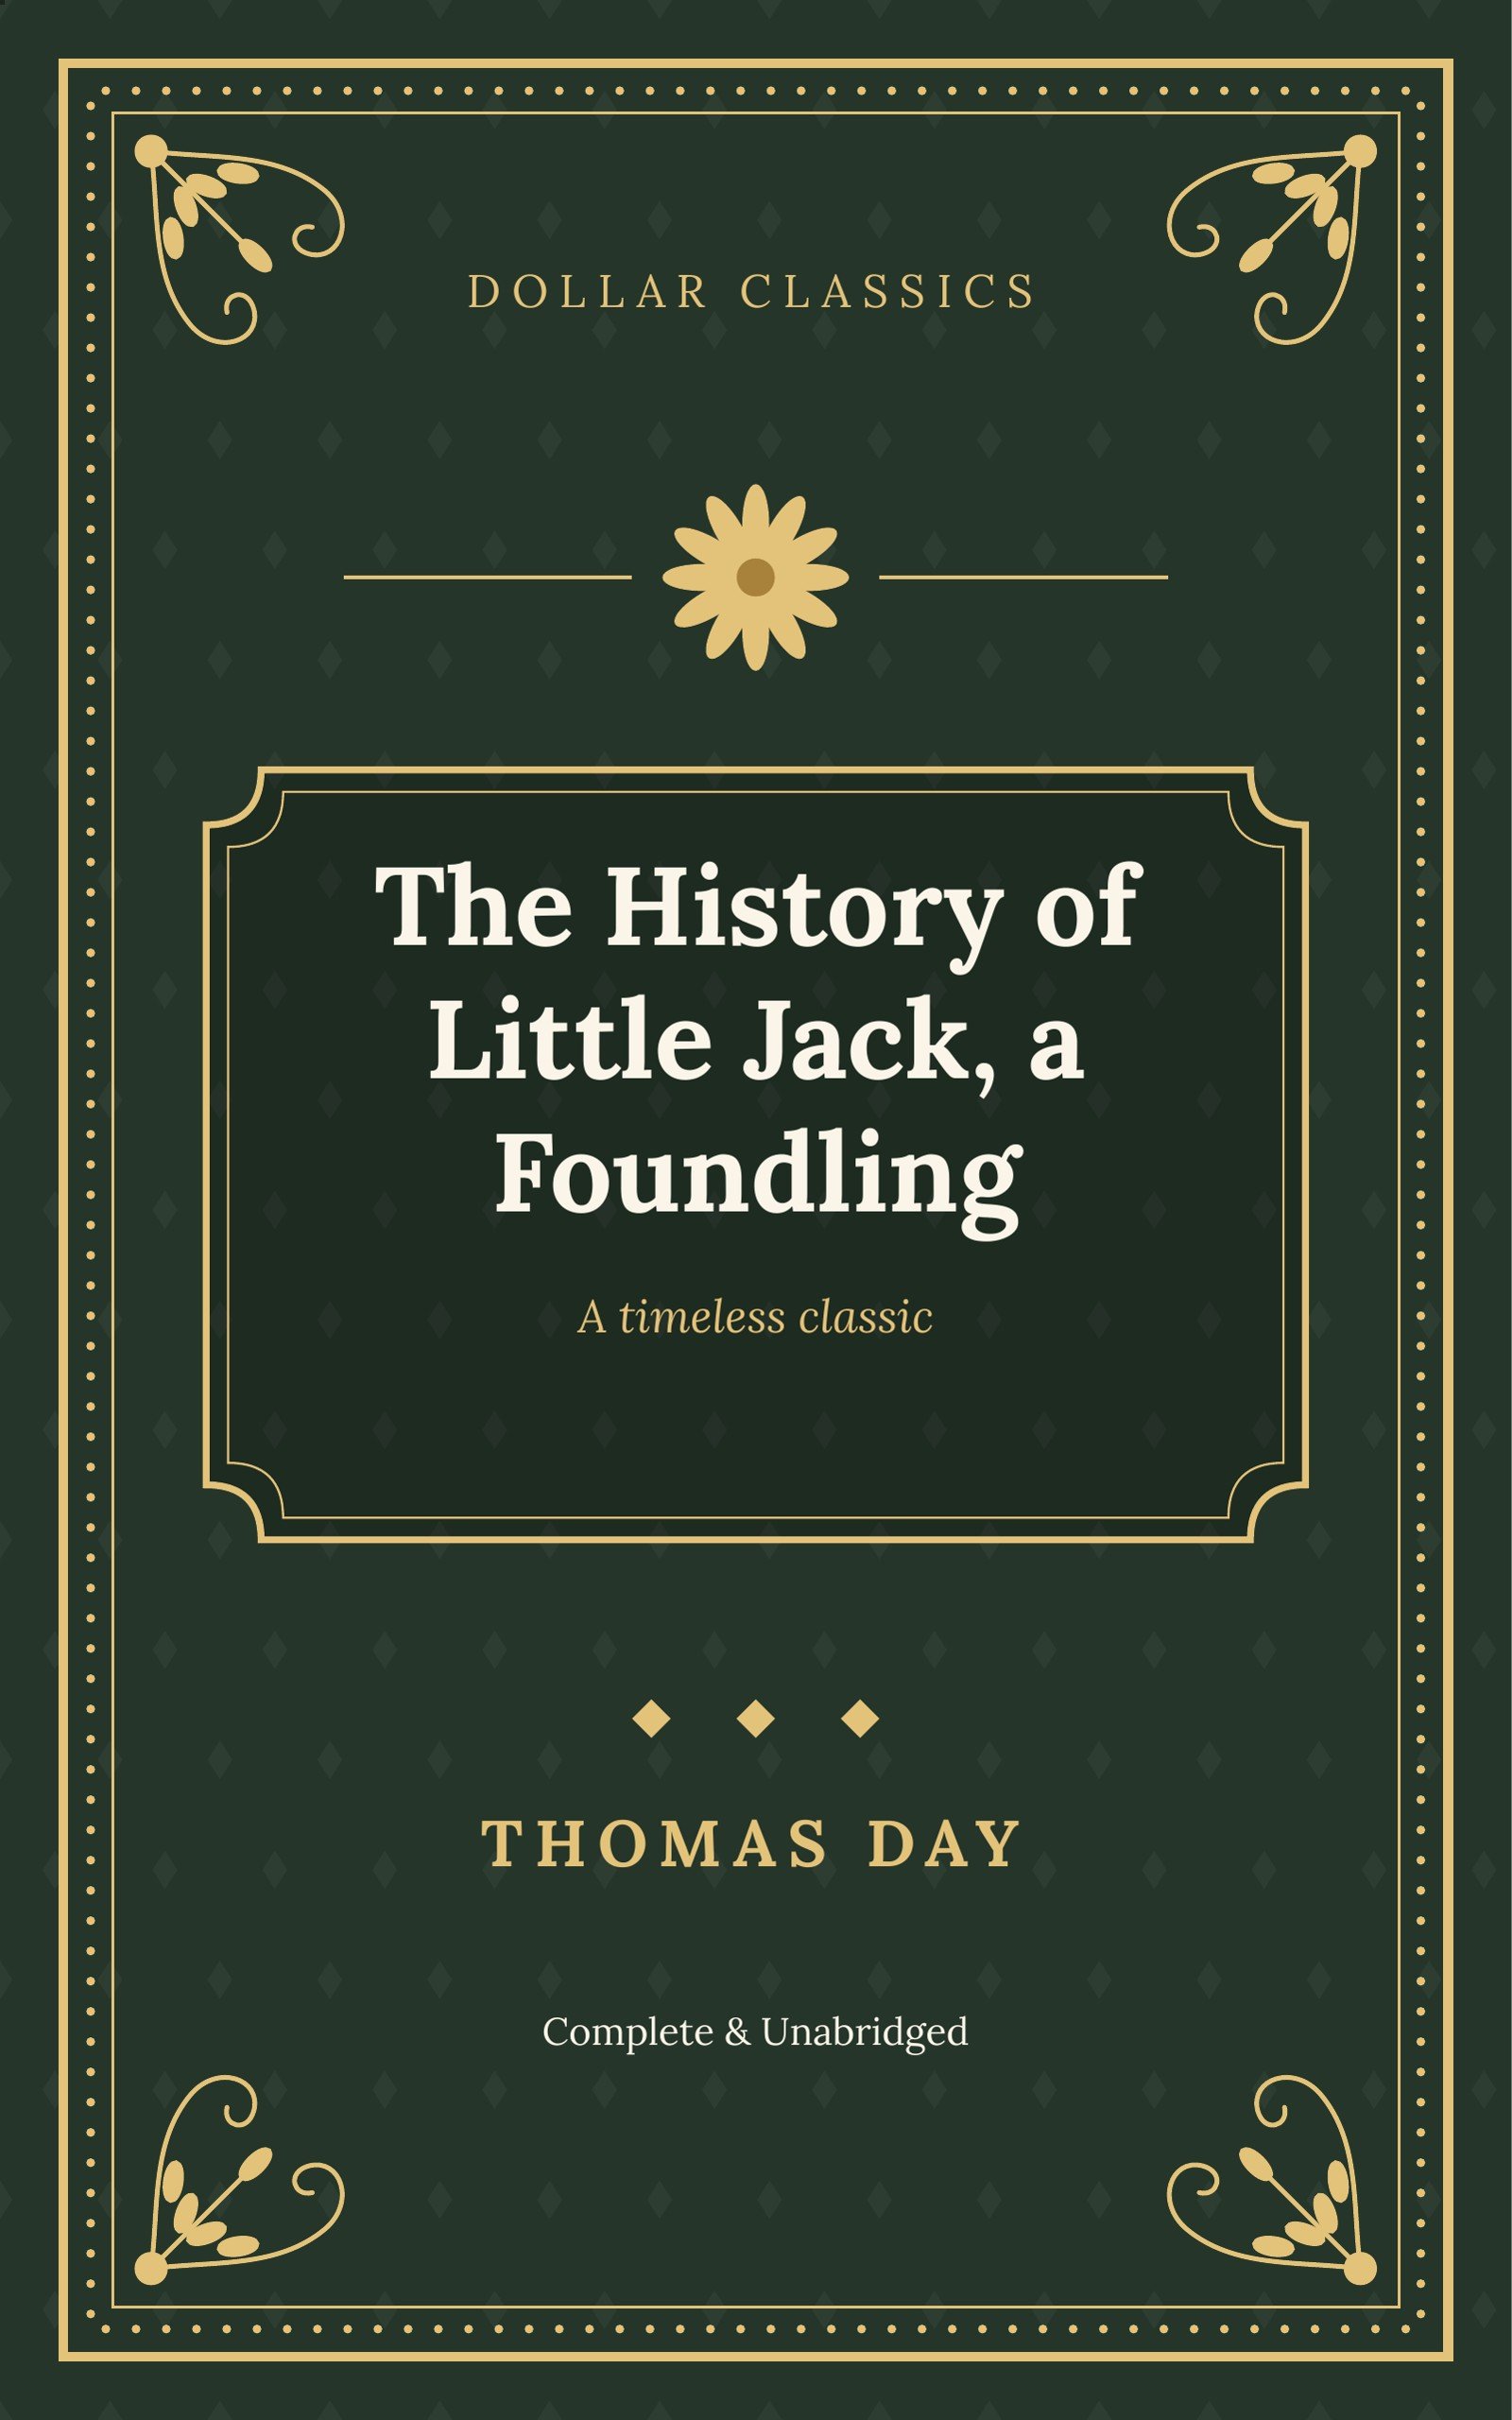 DOLLAR CLASSICS
The History of
Little Jack, a
Foundling
A timeless classic
THOMAS DAY
Complete & Unabridged